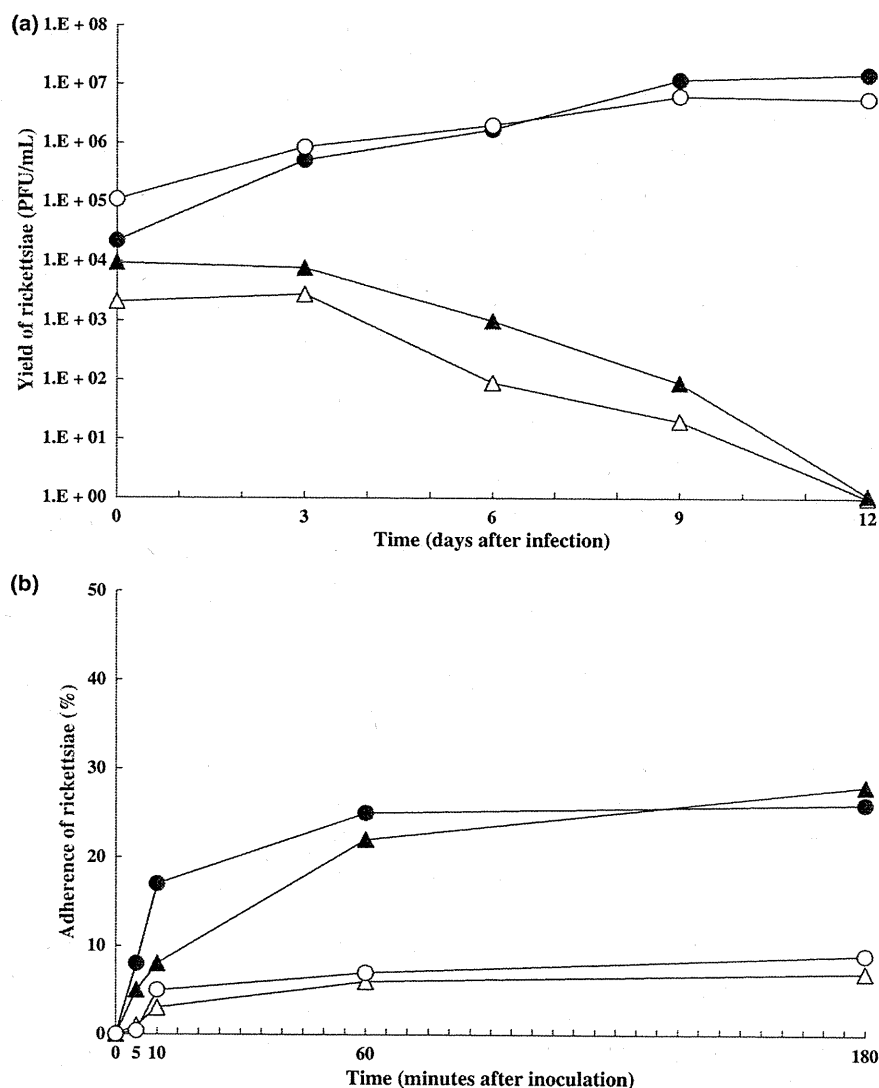 (a)
1.E + 08
1.E + 07
1.E + 06
1.E + 05
1.E + 04
1.E + 03
1.E + 02
1.E + 01
1.E + 00
Yield of rickettsiae (PFU/mL)
0 3 6 9 12
Time (days after infection)
(b)
50
40
30
20
10
0
Adherence of rickettsiae (%)
0 5 10 60 180
Time (minutes after inoculation)